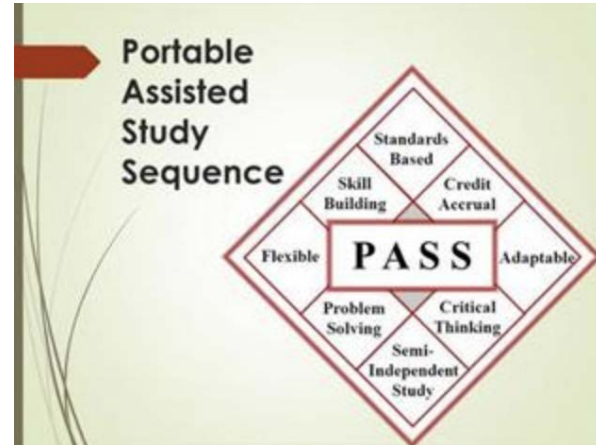 Portable
Assisted
Study
Sequence
Standards
Based
Skill
Building
Credit
Accrual
Flexible
PASS
Adaptable
Problem
Solving
Critical
Thinking
Semi-
Independent
Study